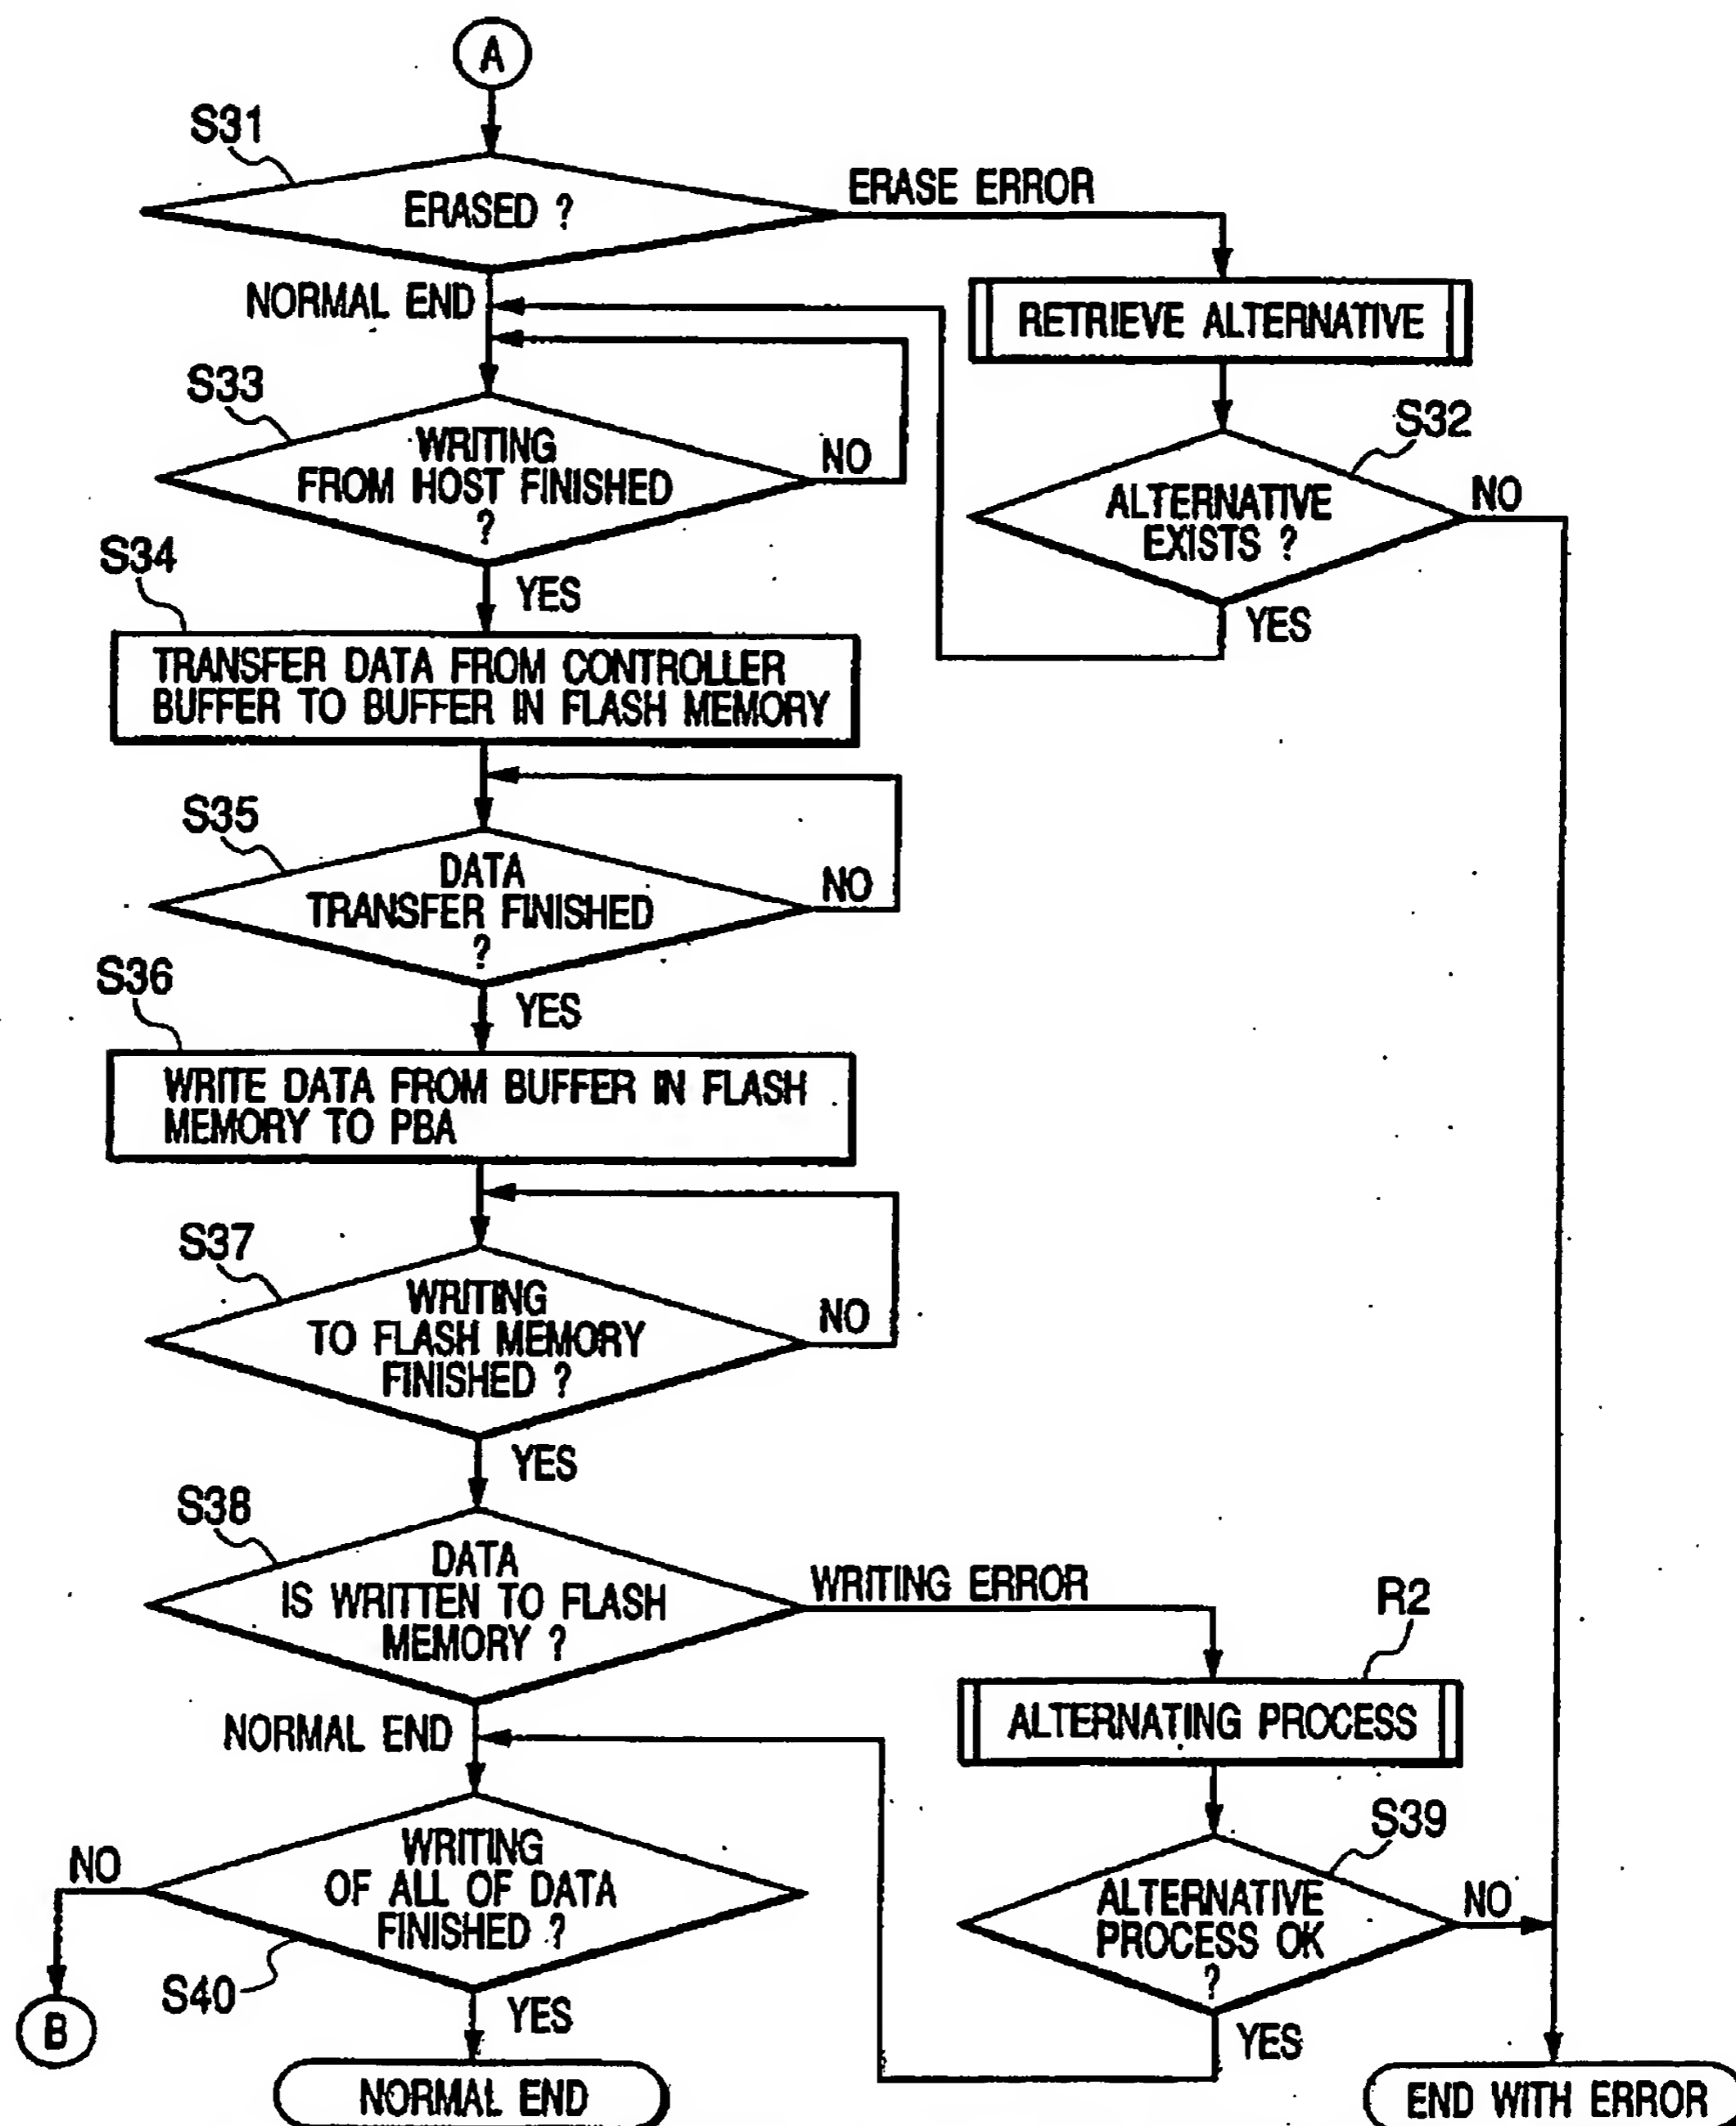 A
S31
ERASED ?
ERASE ERROR
NORMAL END
RETRIEVE ALTERNATIVE
S33
WRITING
FROM HOST FINISHED
?
NO
S32
ALTERNATIVE
EXISTS ?
NO
YES
YES
S34
TRANSFER DATA FROM CONTROLLER
BUFFER TO BUFFER IN FLASH MEMORY
S35
DATA
TRANSFER FINISHED
?
NO
YES
S36
WRITE DATA FROM BUFFER IN FLASH
MEMORY TO PBA
S37
WRITING
TO FLASH MEMORY
FINISHED ?
NO
YES
S38
DATA
IS WRITTEN TO FLASH
MEMORY ?
WRITING ERROR
R2
ALTERNATING PROCESS
NORMAL END
S39
ALTERNATIVE
PROCESS OK
?
NO
YES
WRITING
OF ALL OF DATA
FINISHED ?
NO
S40
B
YES
NORMAL END
END WITH ERROR